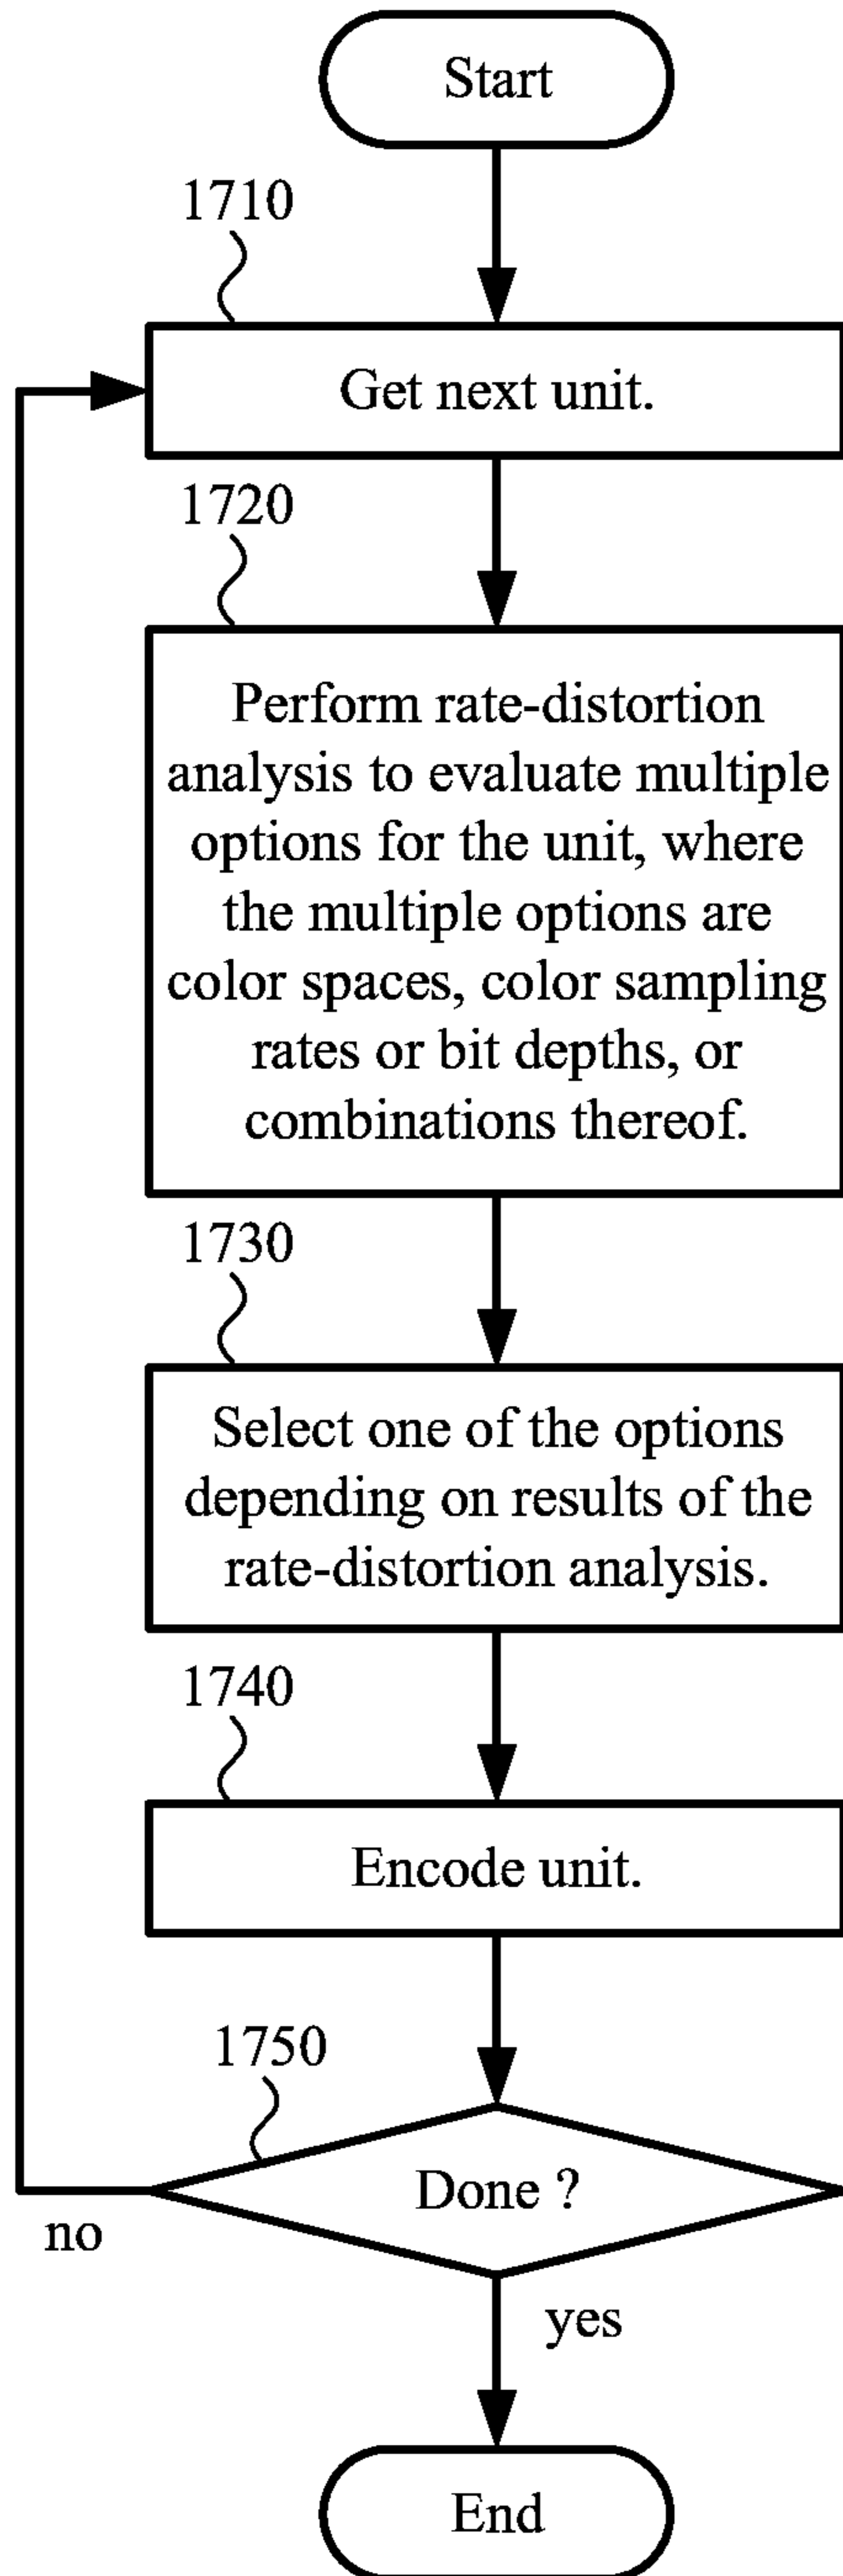 Start
1710
Get next unit.
1720
Perform rate-distortion
analysis to evaluate multiple
options for the unit, where
the multiple options are
color spaces, color sampling
rates or bit depths, or
combinations thereof.
1730
Select one of the options
depending on results of the
rate-distortion analysis.
1740
Encode unit.
1750
Done ?
no
yes
End